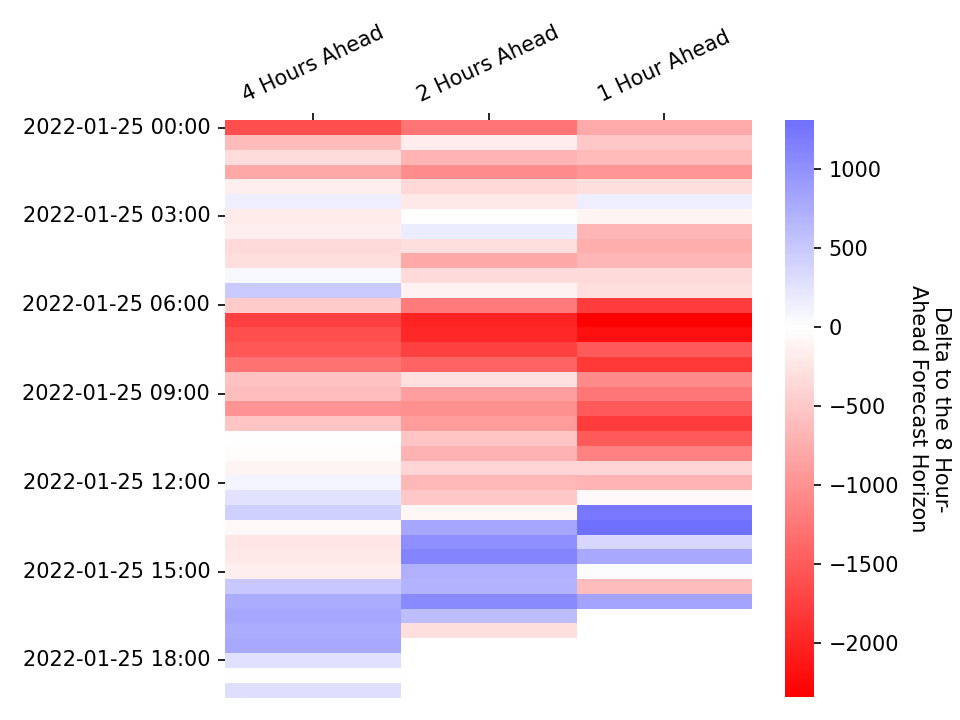 4 Hours Ahead
2 Hours Ahead
1 Hour Ahead
2022-01-25 00:00
2022-01-25 03:00
2022-01-25 06:00
2022-01-25 09:00
2022-01-25 12:00
2022-01-25 15:00
2022-01-25 18:00
1000
500
0
−500
−1000
−1500
−2000
Delta to the 8 Hour-
Ahead Forecast Horizon